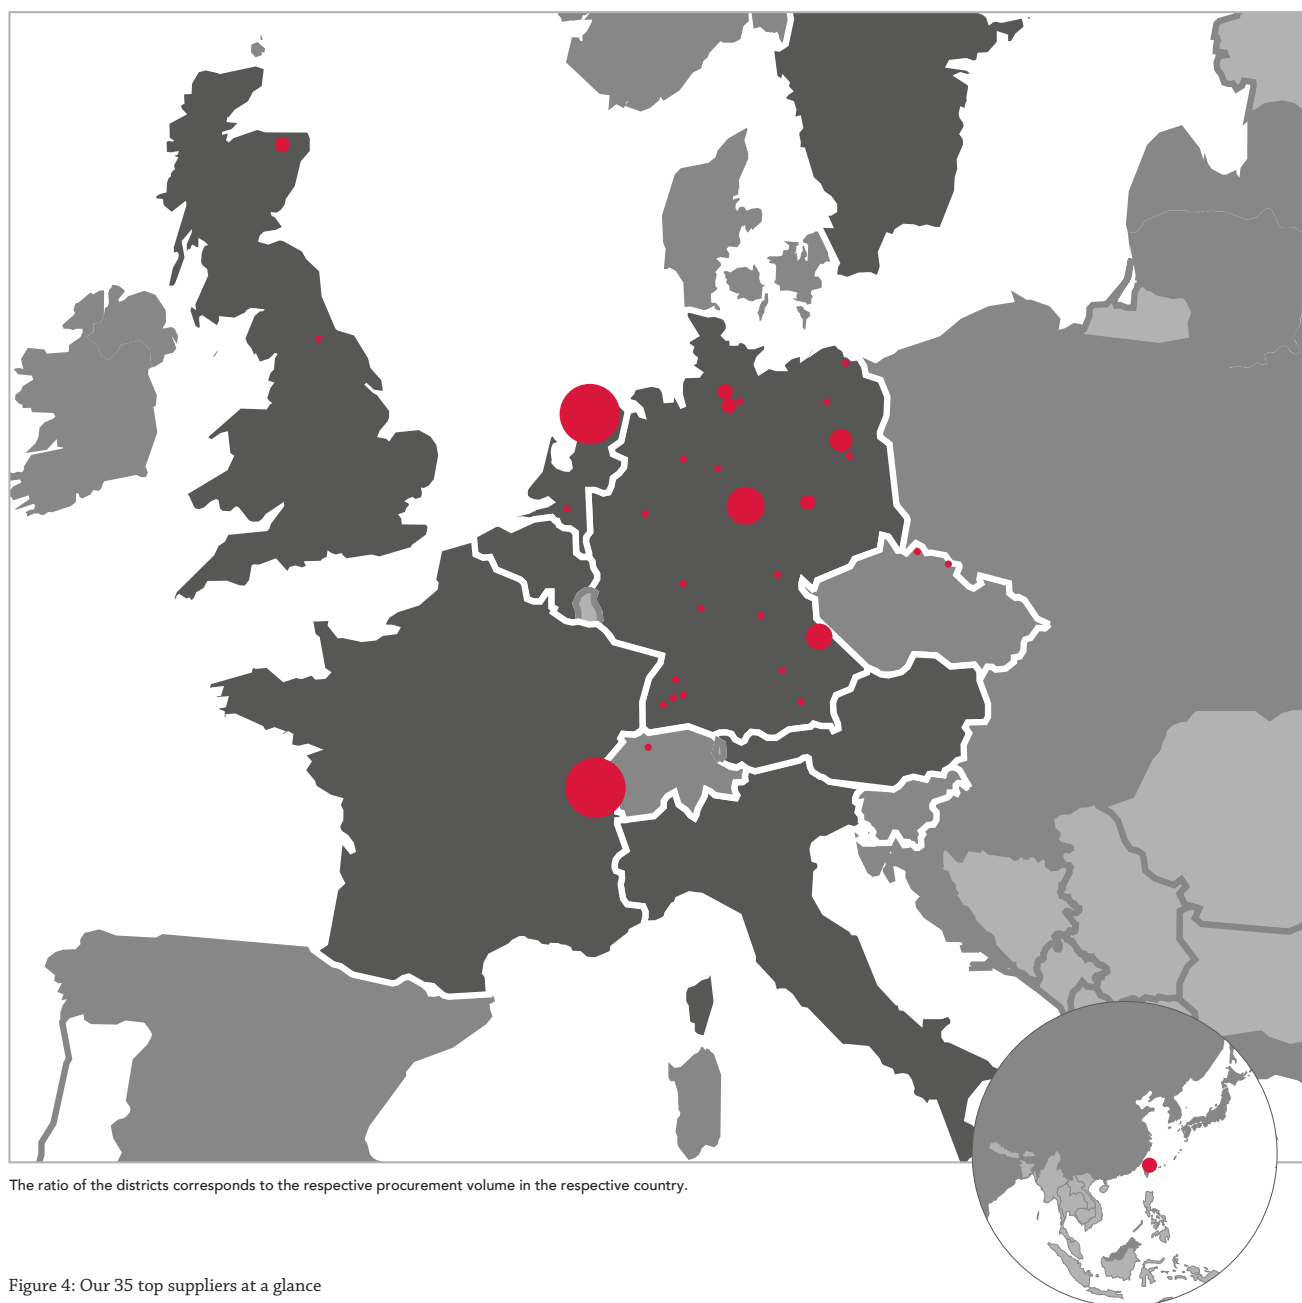 The ratio of the districts corresponds to the respective procurement volume in the respective country.
Figure 4: Our 35 top suppliers at a glance